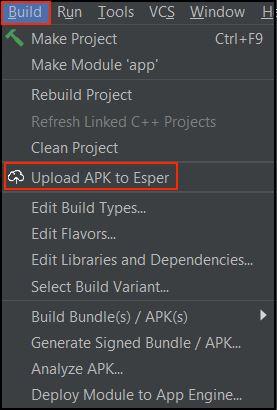 Build Run Tools VCS Window H
Make Project Ctrl+F9
Make Module 'app'
Rebuild Project
Refresh Linked C++ Projects
Clean Project
Upload APK to Esper
Edit Build Types...
Edit Flavors...
Edit Libraries and Dependencies...
Select Build Variant...
Build Bundle(s) / APK(s)
Generate Signed Bundle / APK...
Analyze APK...
Deploy Module to App Engine...